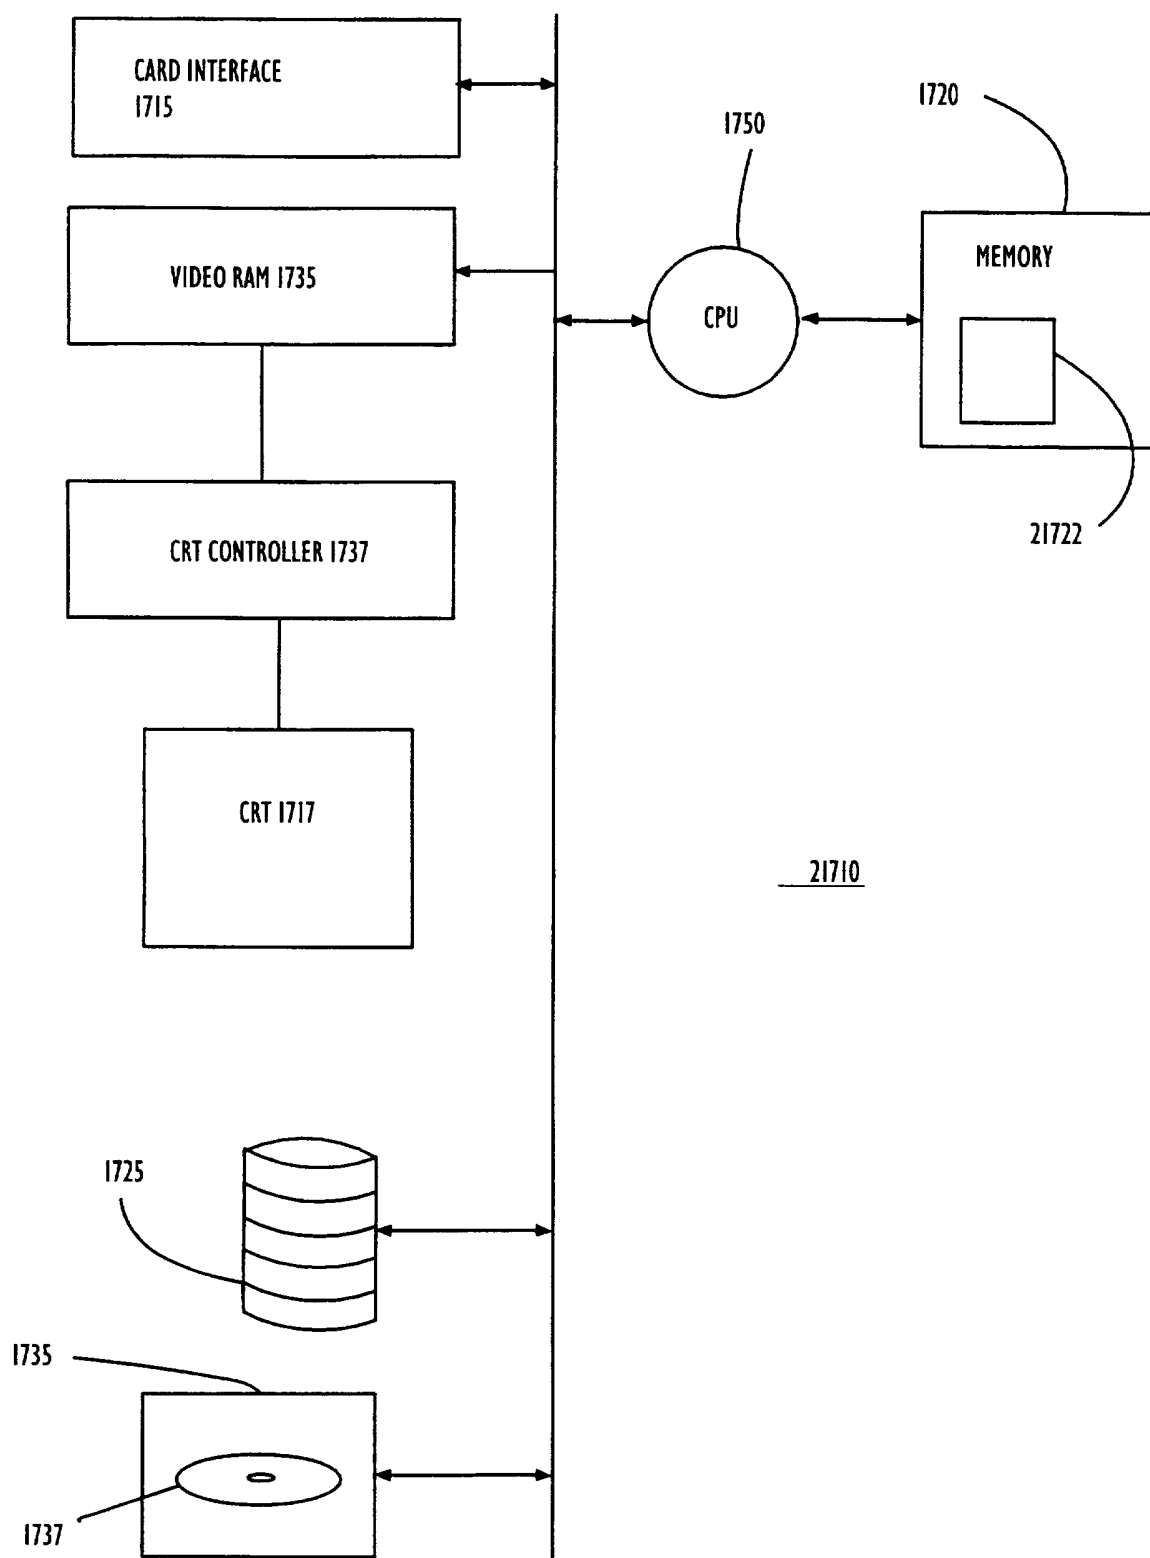 CARD INTERFACE
1715
1750
1720
VIDEO RAM 1735
CPU
MEMORY
CRT CONTROLLER 1737
21722
CRT 1717
21710
1725
1735
1737